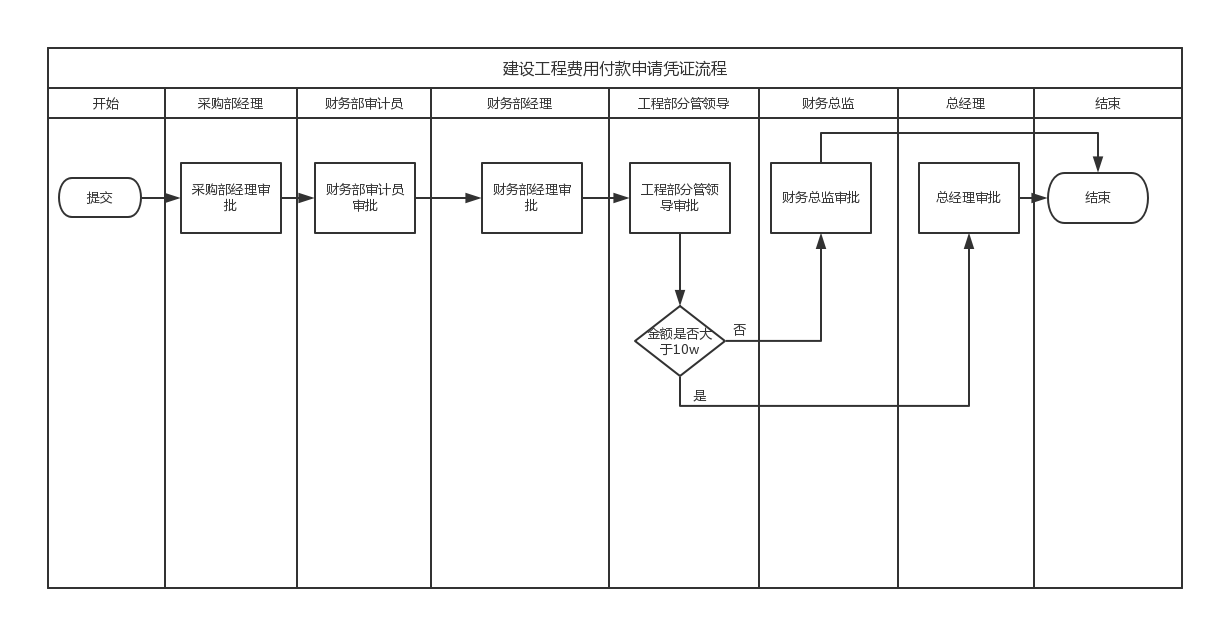 建设工程费用付款申请凭证流程
开始
采购部经理
财务部审计员
财务部经理
工程部分管领导
财务总监
总经理
结束
提交
采购部经理审
批
财务部审计员
审批
财务部经理审
批
工程部分管领
导审批
财务总监审批
总经理审批
结束
金额是否大
于10w
否
是